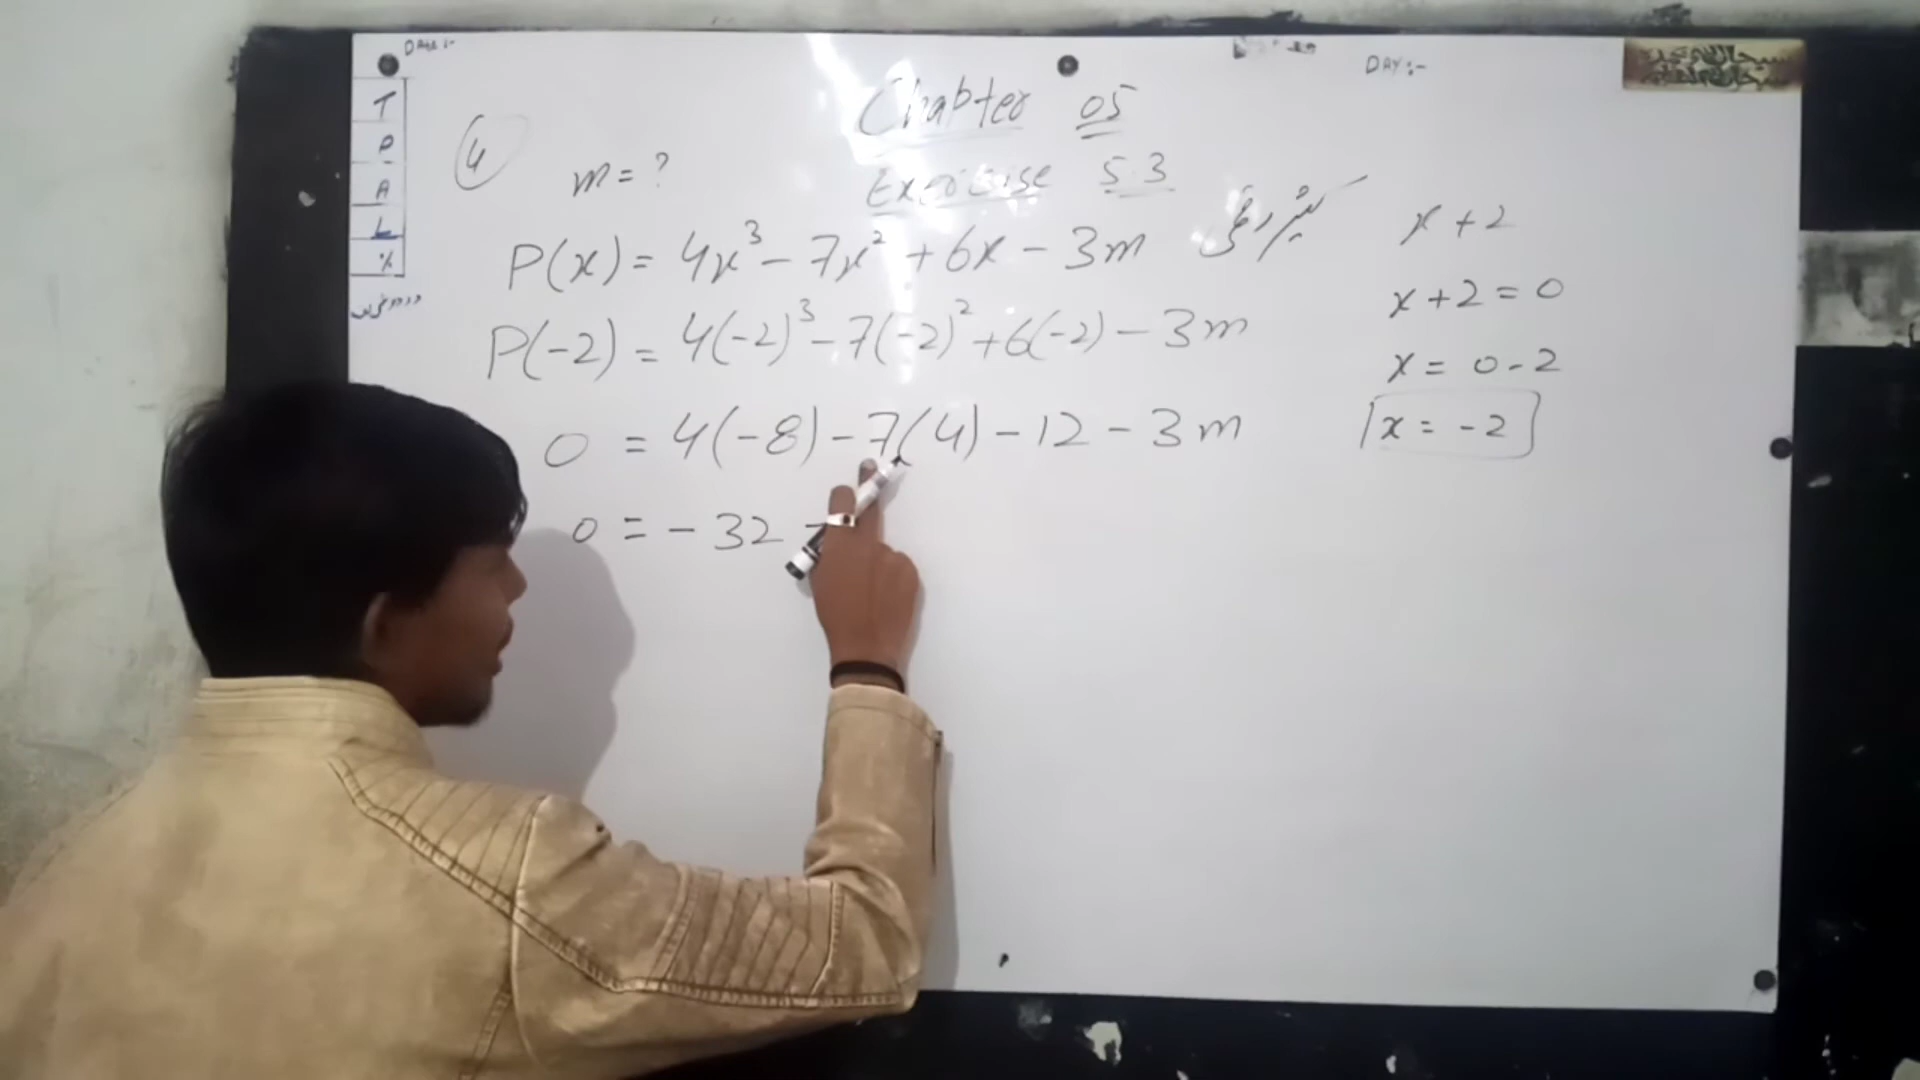 DATE:-
DAY:-
T
P
A
L
%
Chapter 05
Exercise 5.3
4
m = ?
P(x) = 4x³ - 7x² + 6x - 3m
P(-2) = 4(-2)³ - 7(-2)² + 6(-2) - 3m
0 = 4(-8) - 7(4) - 12 - 3m
0 = - 32 -
x + 2
x + 2 = 0
x = 0 - 2
x = -2